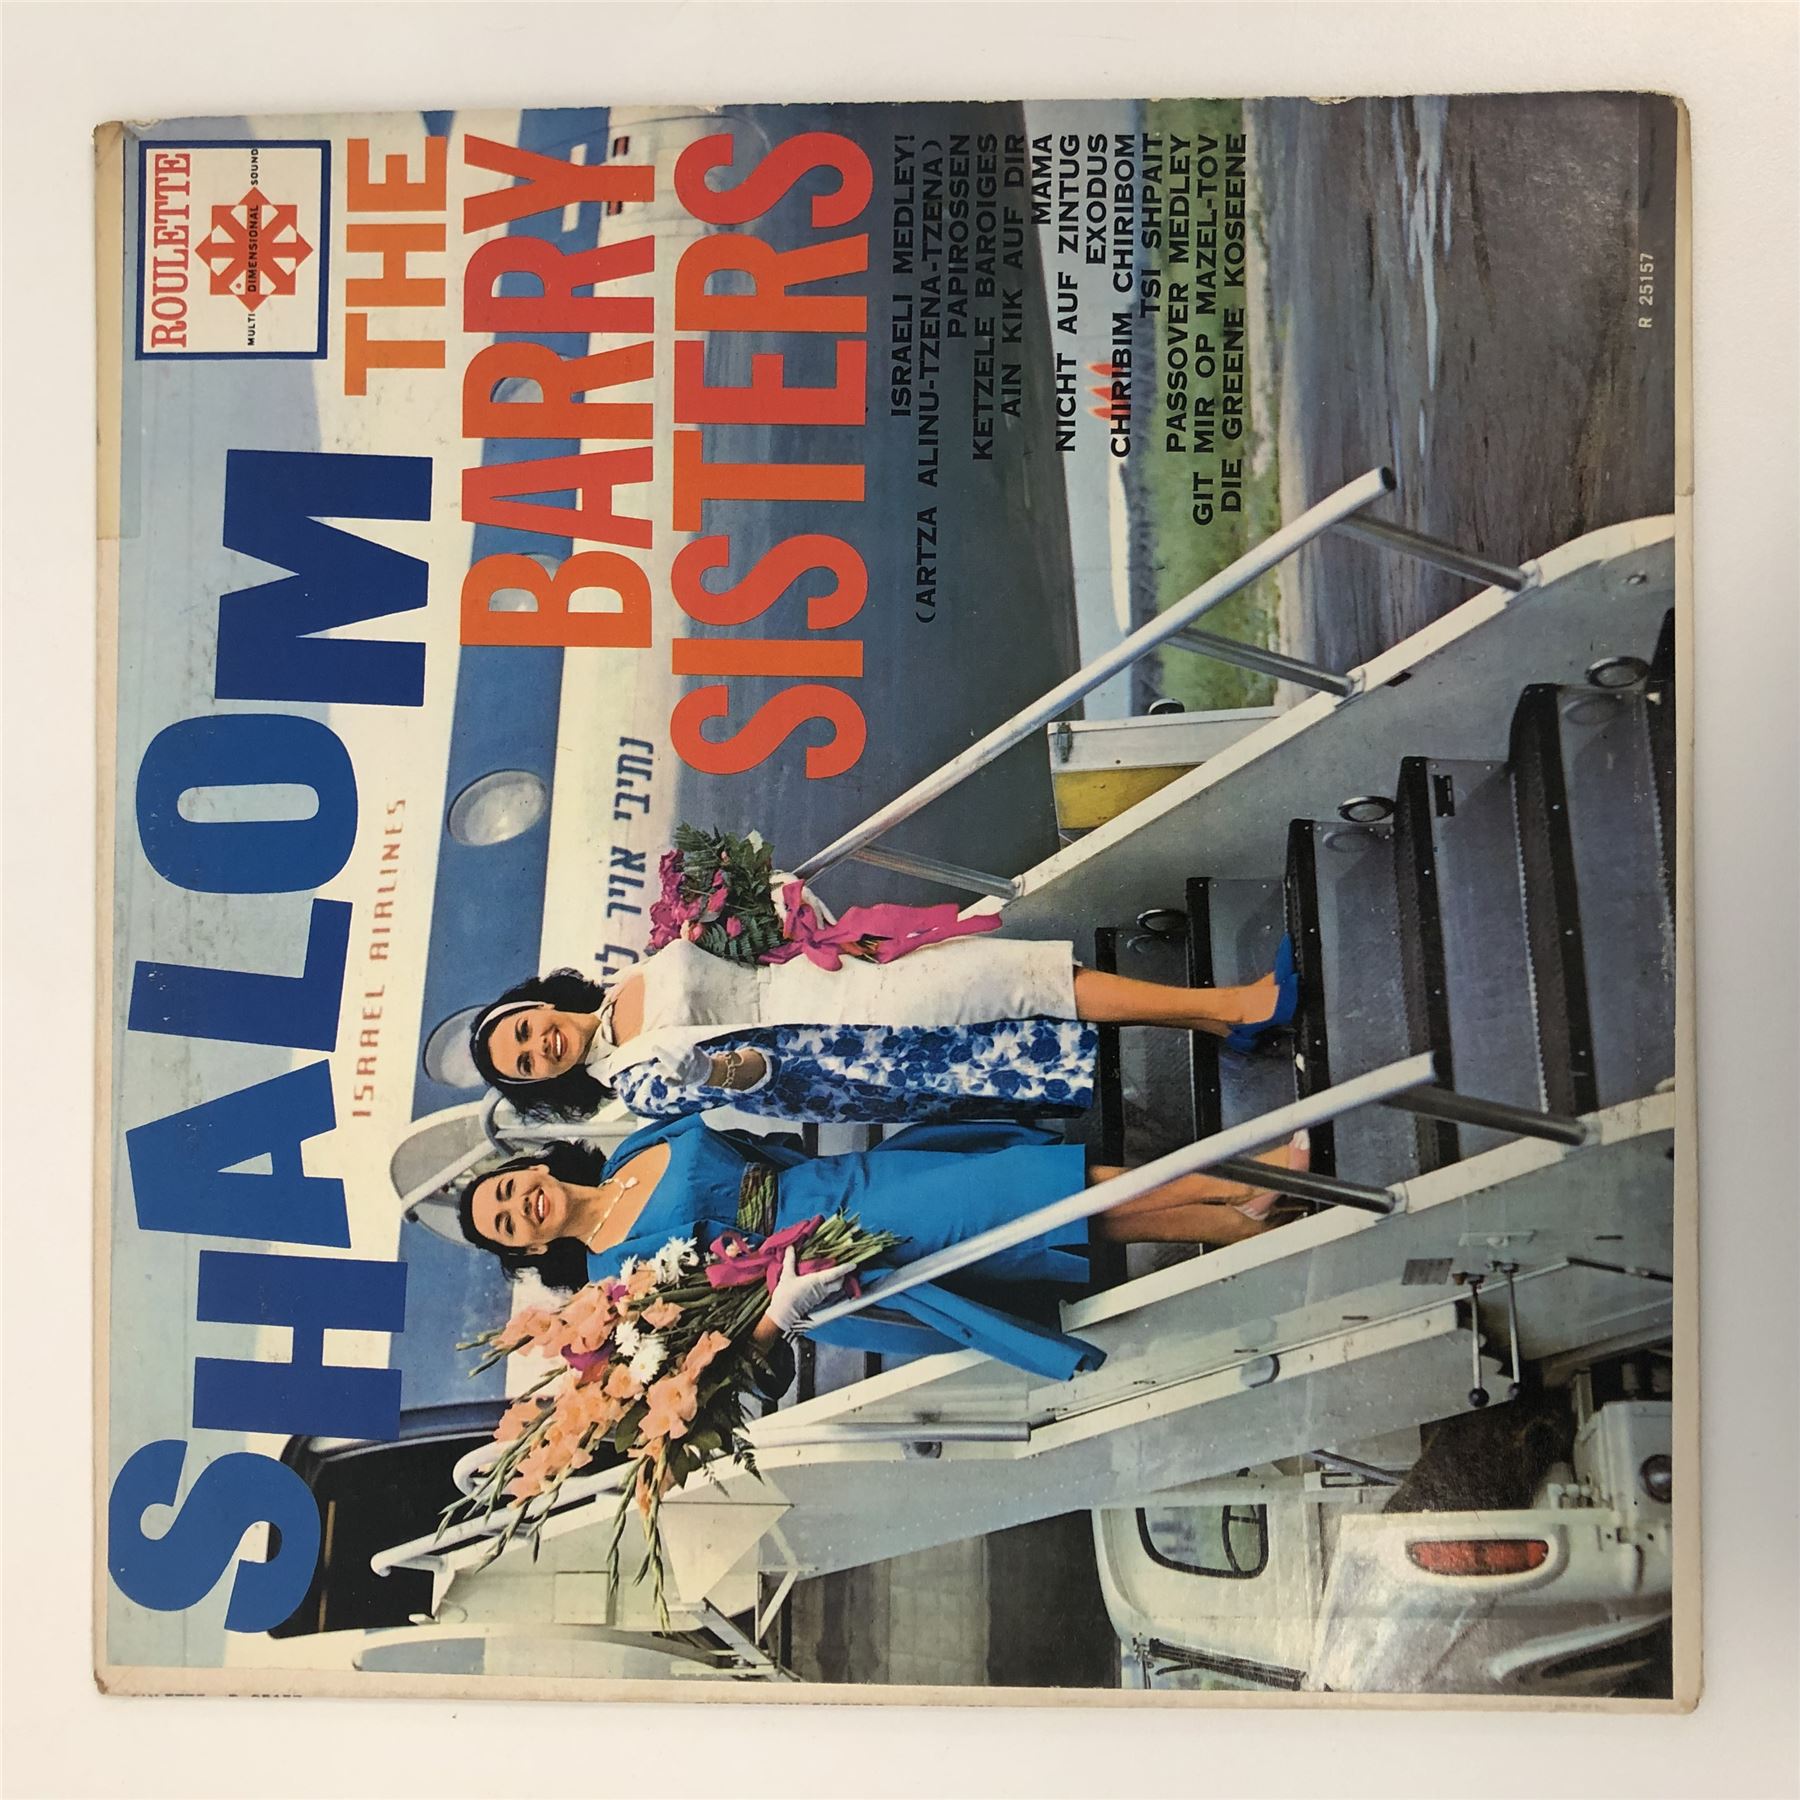 SHALOM
ROULETTE
MULTI DIMENSIONAL SOUND
THE
BARRY
SISTERS
ISRAEL AIRLINES
נתיבי אויר
ISRAELI MEDLEY!
(ARTZA ALINU-TZENA-TZENA)
PAPIROSSEN
KETZELE BAROIGES
AIN KIK AUF DIR
MAMA
NICHT AUF ZINTUG
EXODUS
CHIRIBIM CHIRIBOM
TSI SHPAIT
PASSOVER MEDLEY
GIT MIR OP MAZEL-TOV
DIE GREENE KOSEENE
R 25157